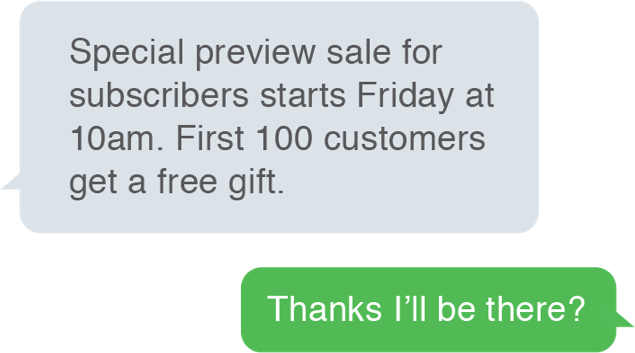 Special preview sale for
subscribers starts Friday at
10am. First 100 customers
get a free gift.
Thanks I’ll be there?